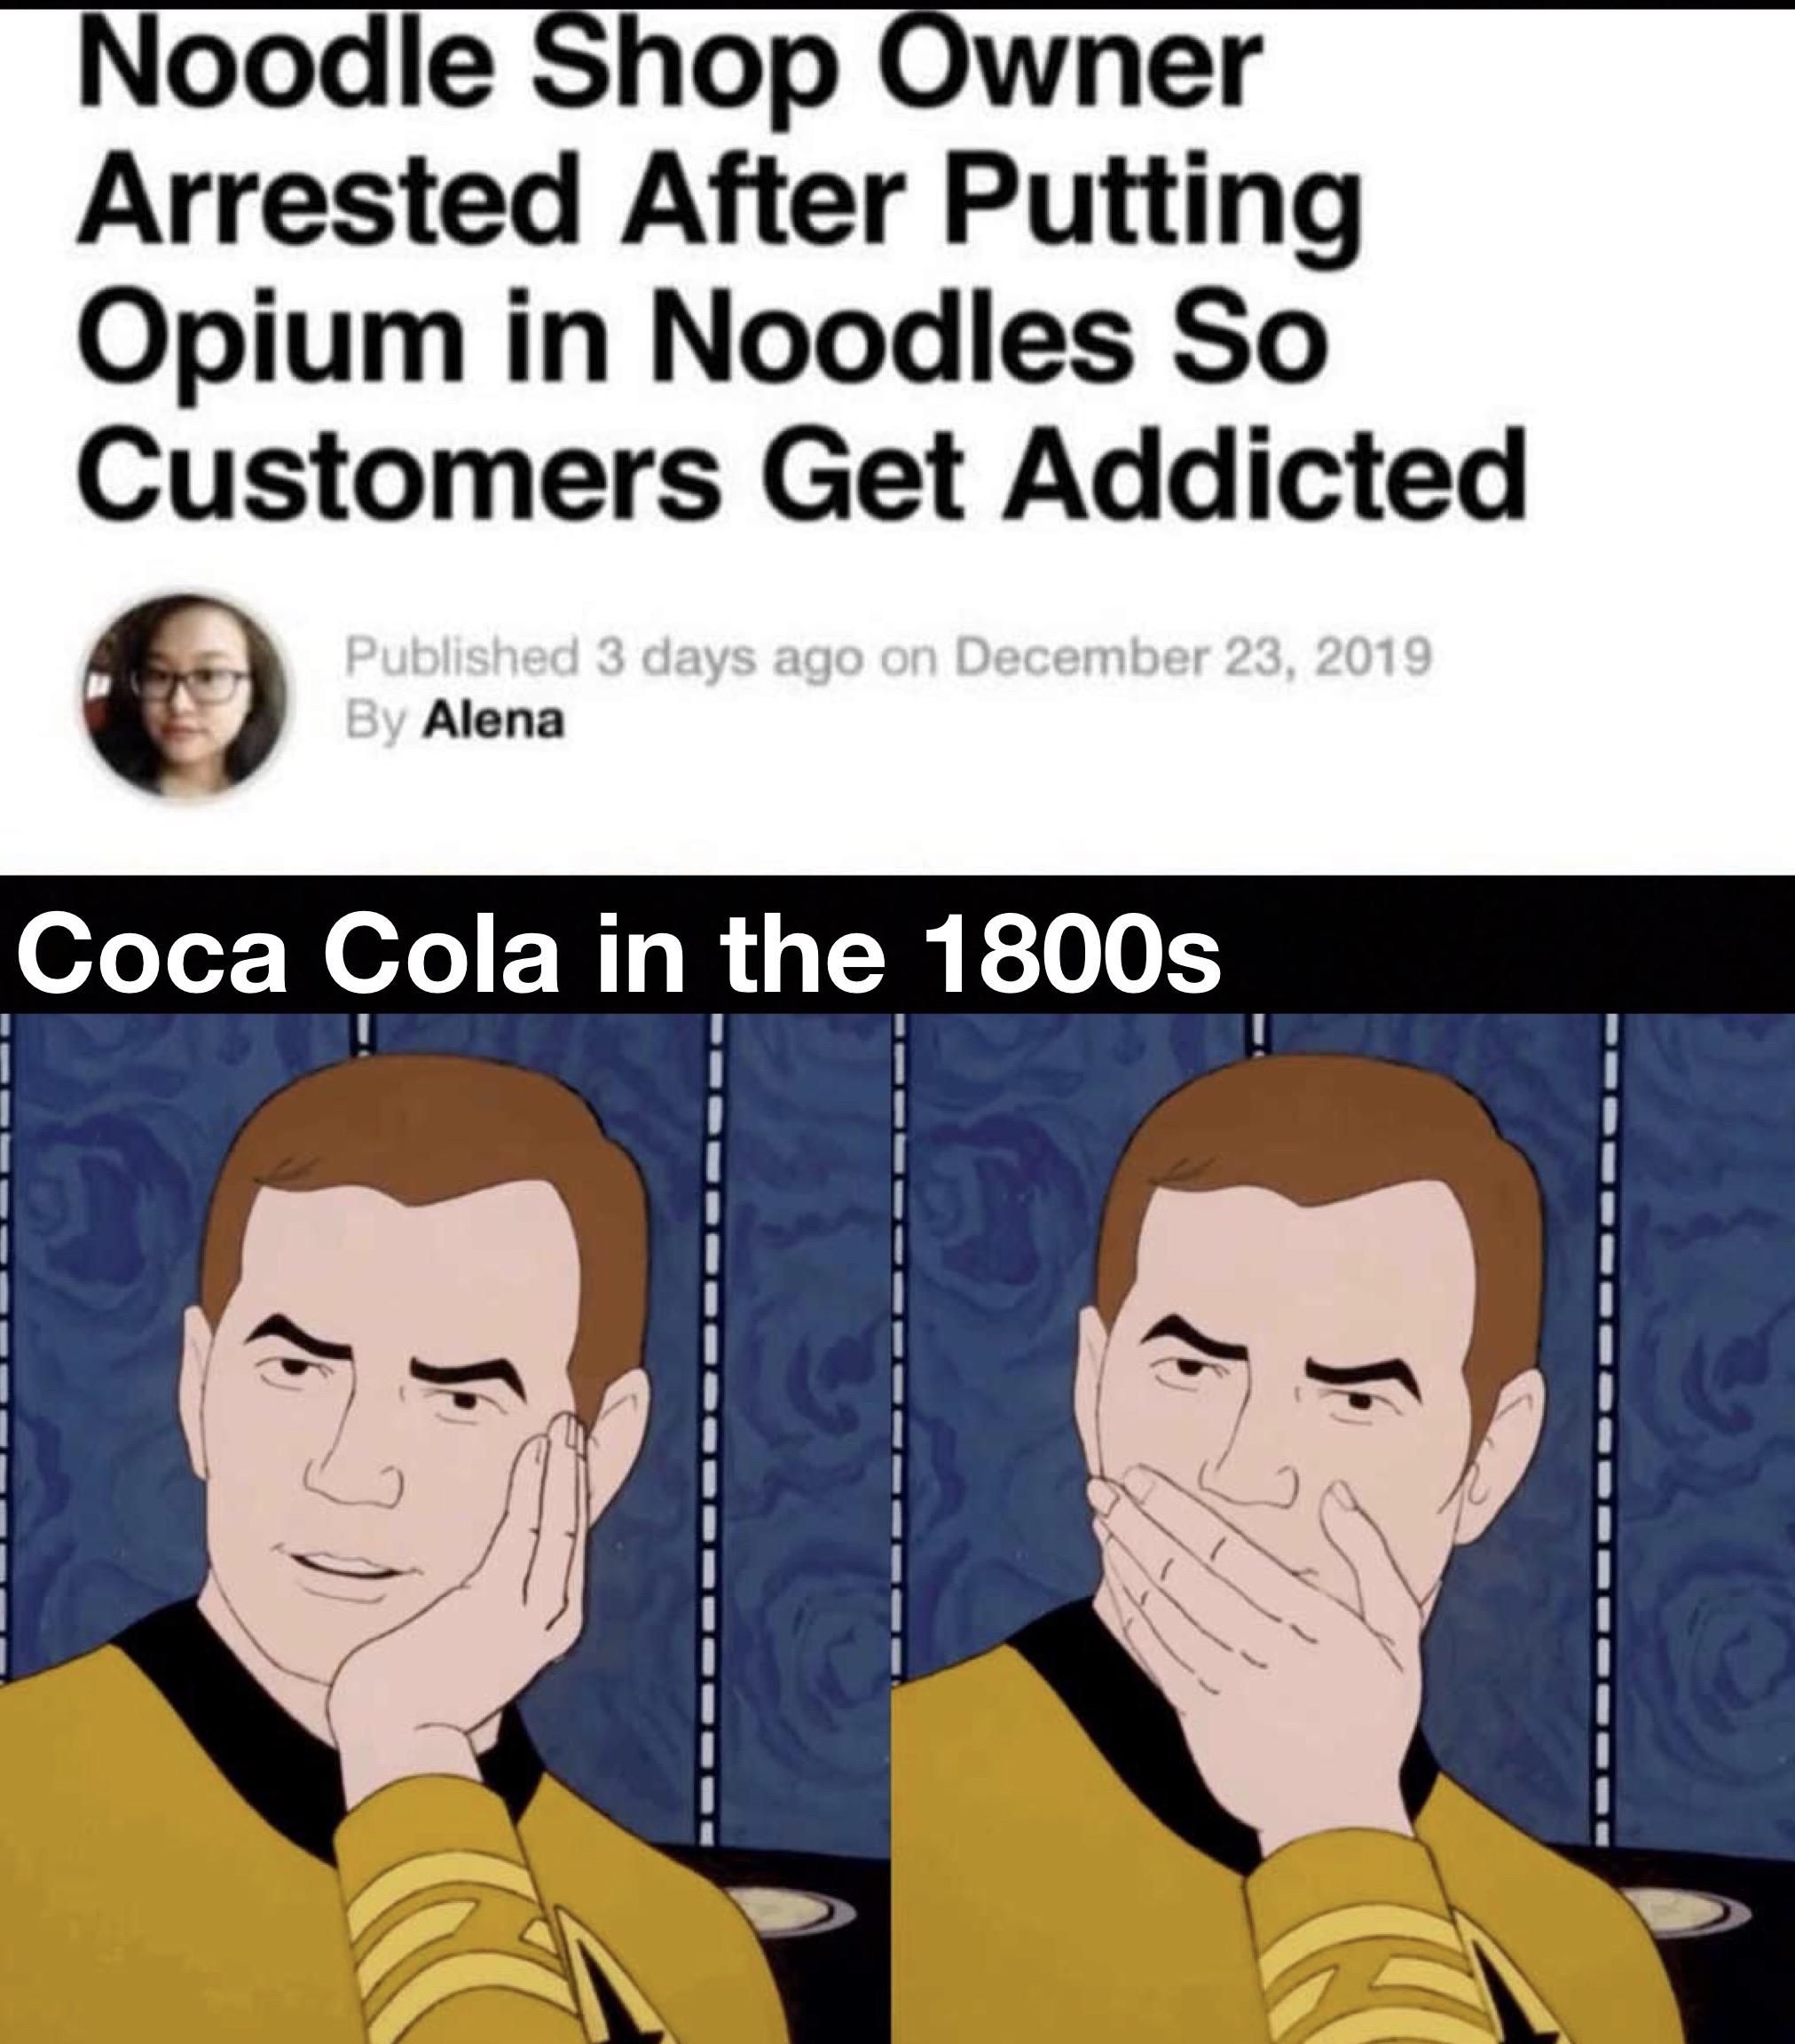 Noodle Shop Owner
Arrested After Putting
Opium in Noodles So
Customers Get Addicted
Published 3 days ago on December 23, 2019
By Alena
Coca Cola in the 1800s